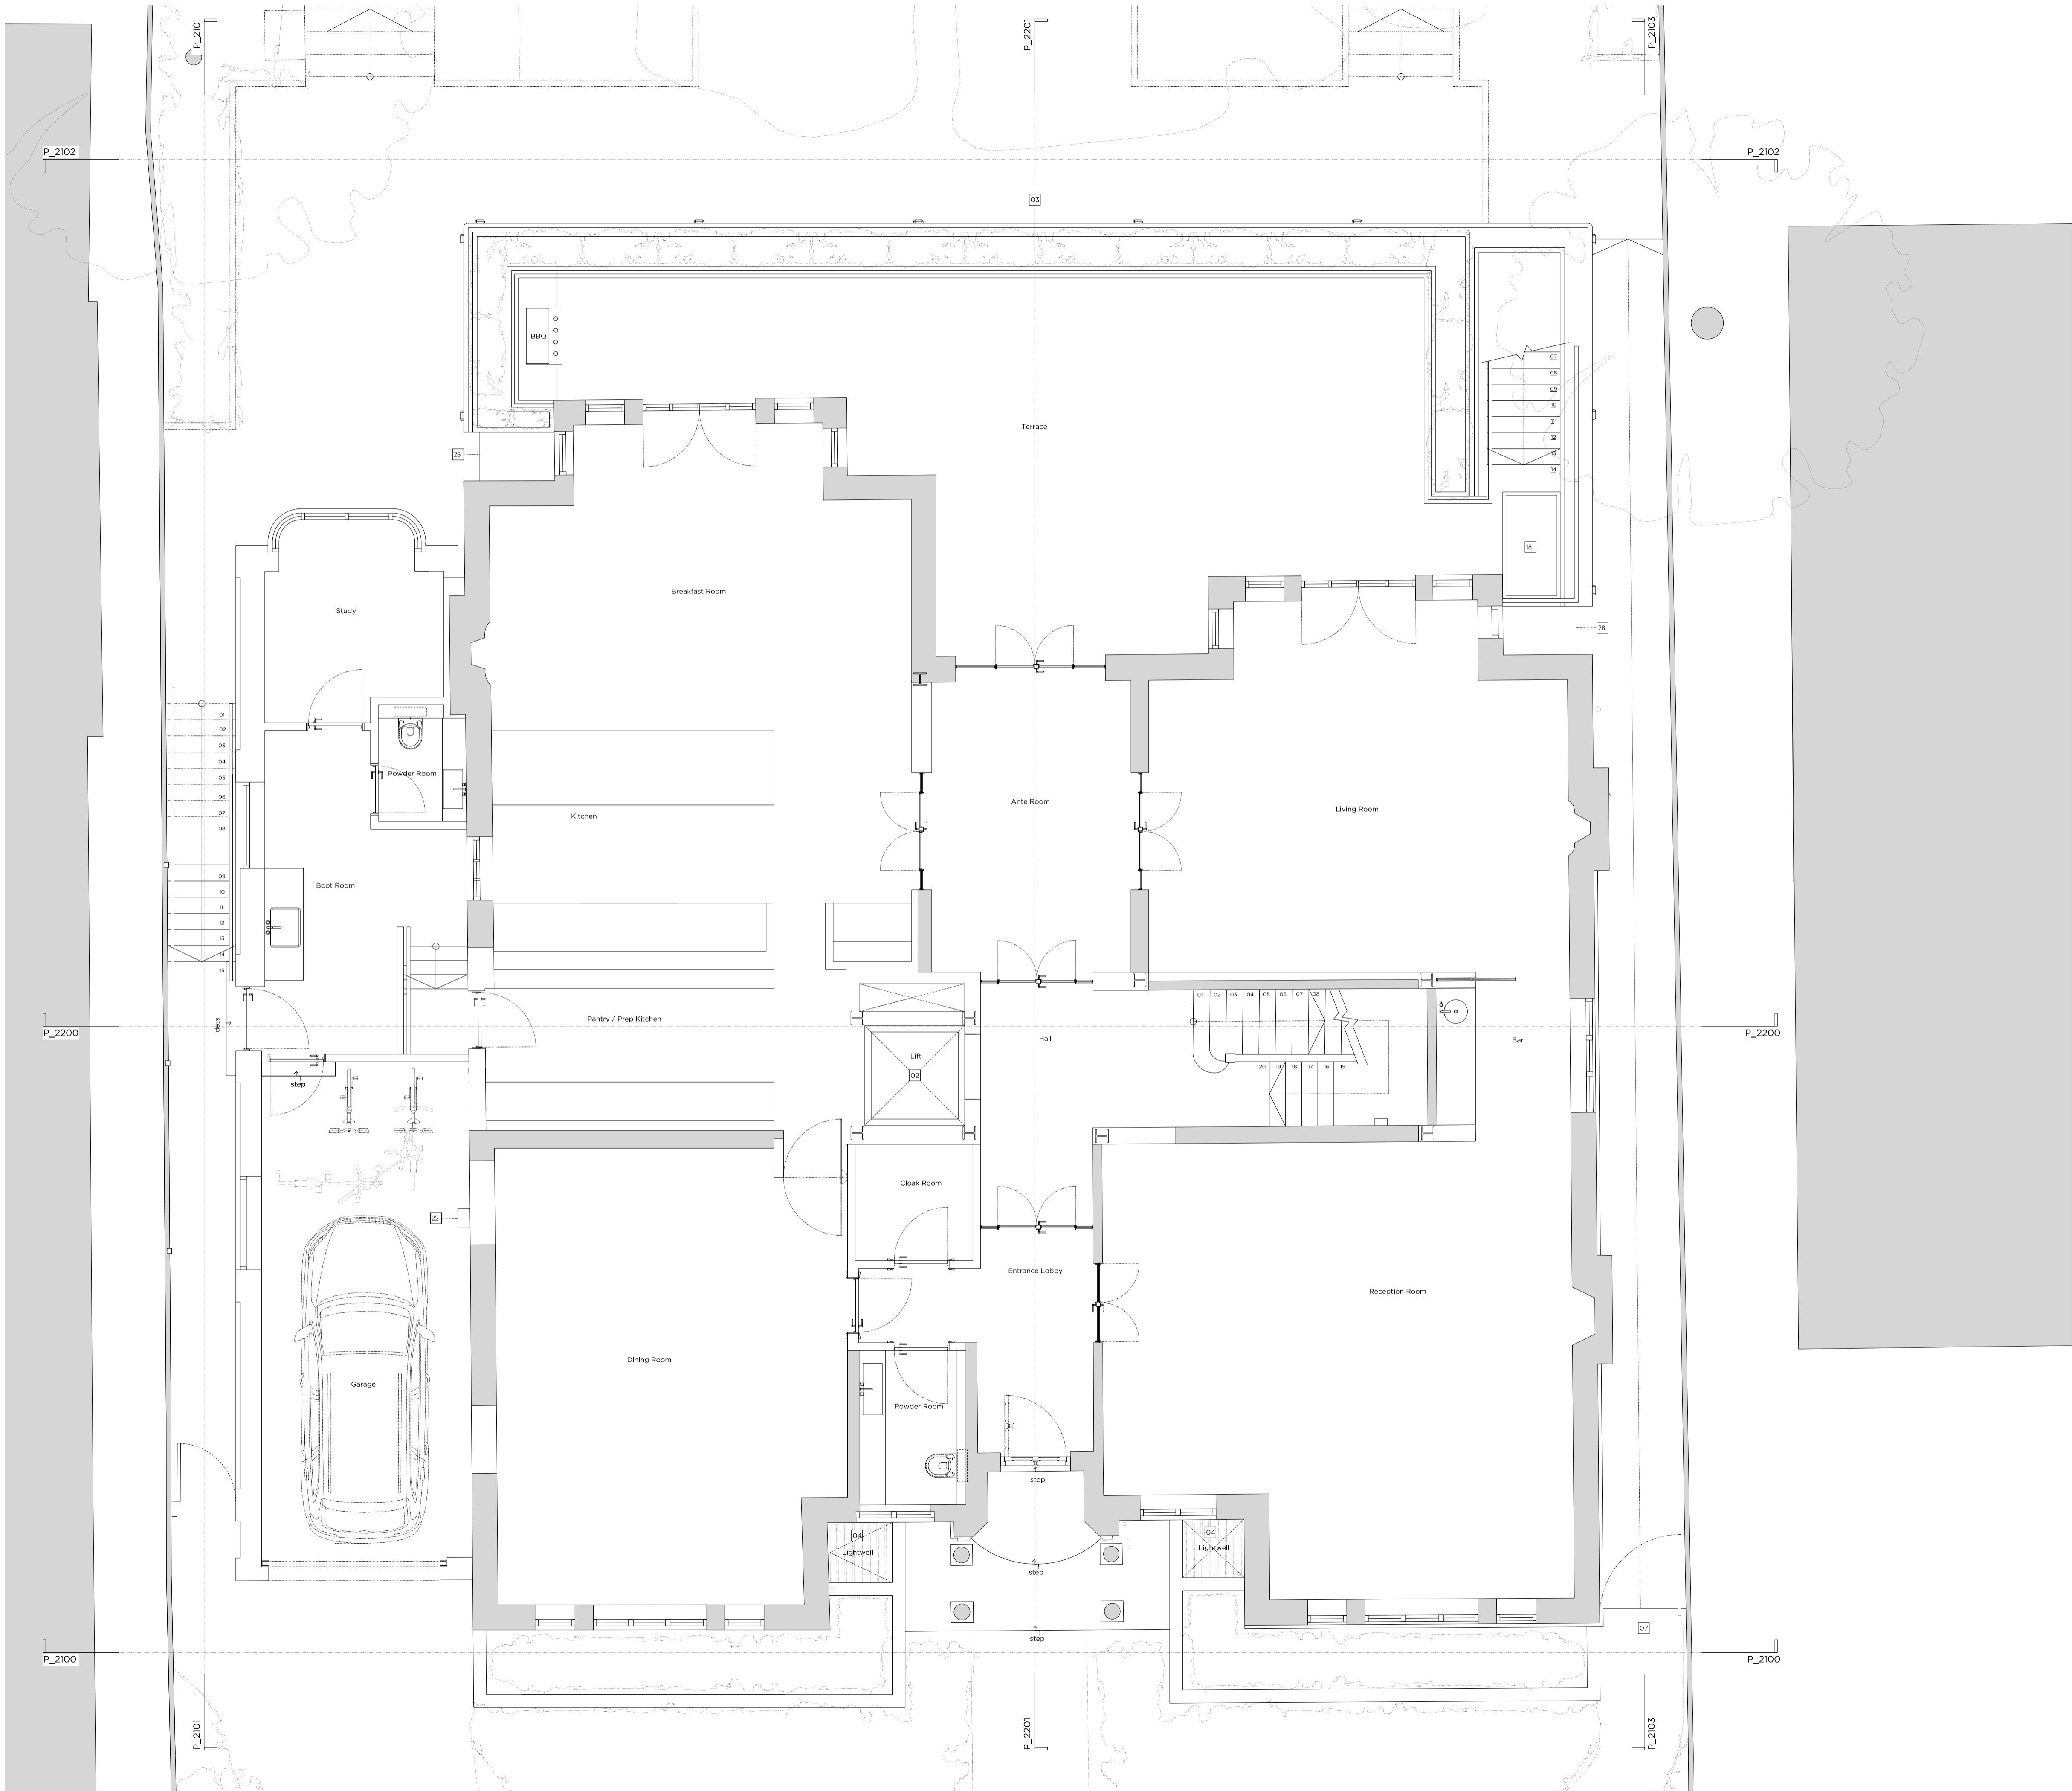 P_2101
P_2201
P_2103
P_2102
P_2102
03
BBQ
07
08
09
10
11
12
13
14
Terrace
28
18
Breakfast Room
Study
28
01
02
03
04
05
06
07
08
09
10
11
12
13
14
15
Powder Room
Kitchen
Ante Room
Living Room
Boot Room
step
P_2200
Pantry / Prep Kitchen
Lift
02
Hall
01
02
03
04
05
06
07
08
20
19
18
17
16
15
Bar
P_2200
step
Cloak Room
22
Entrance Lobby
Reception Room
Dining Room
Garage
Powder Room
step
04
Lightwell
04
Lightwell
step
step
07
P_2100
P_2100
P_2101
P_2201
P_2103